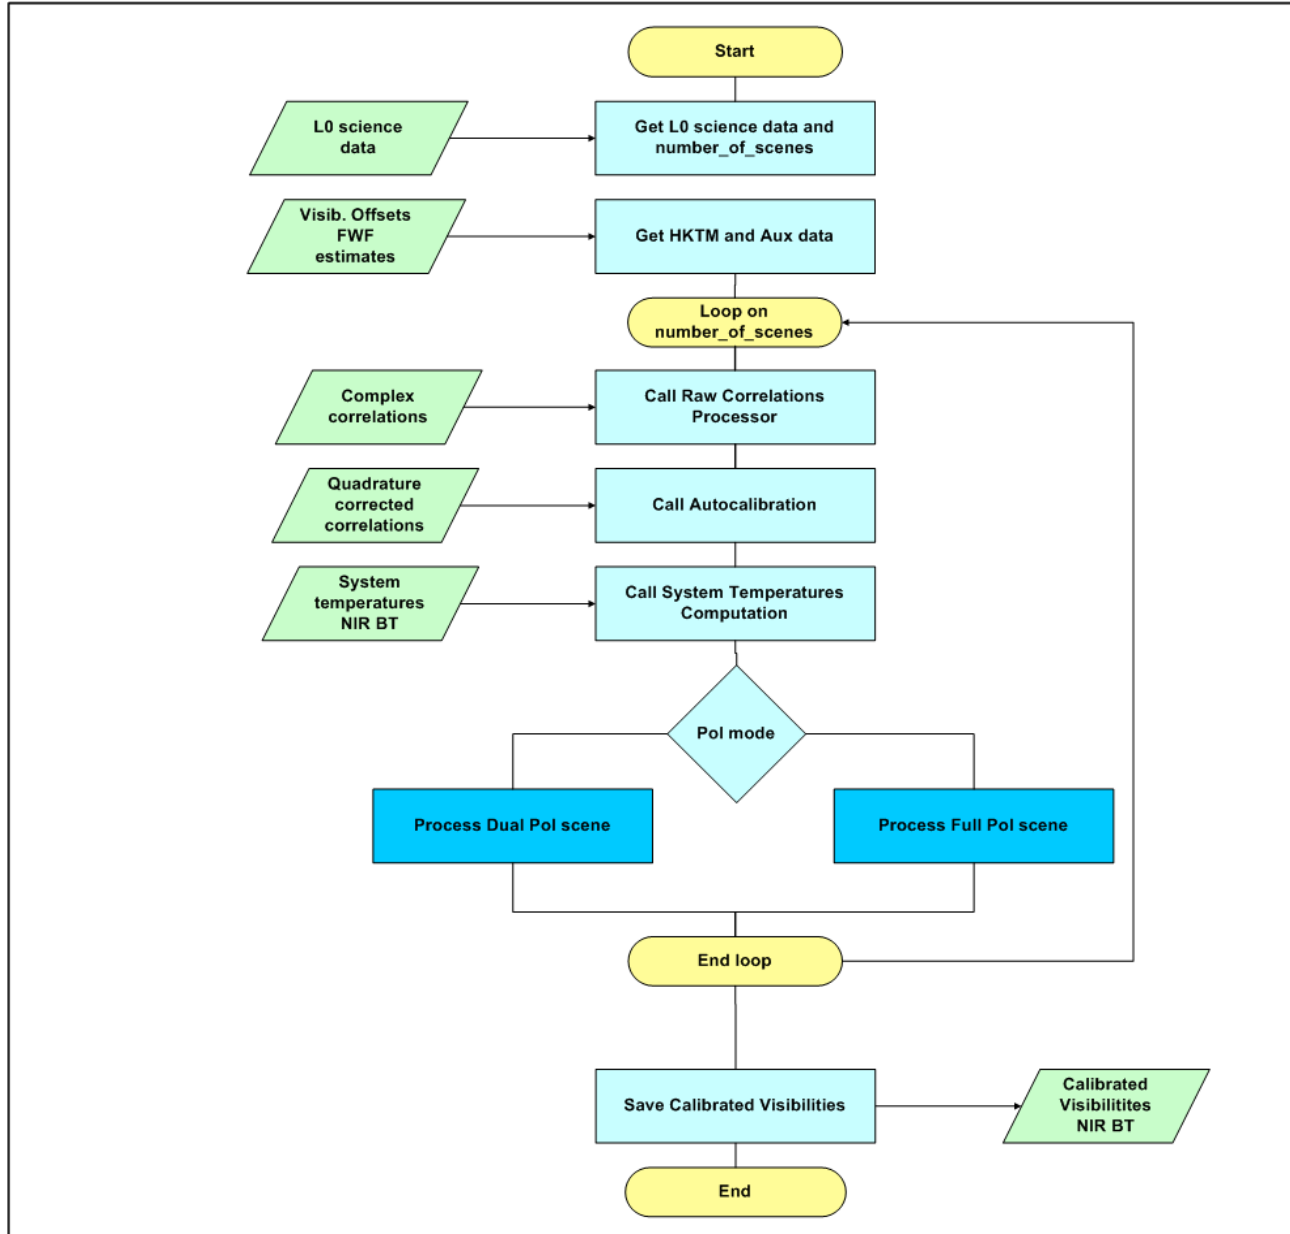 Start
L0 science
data
Get L0 science data and
number_of_scenes
Visib. Offsets
FWF
estimates
Get HKTM and Aux data
Loop on
number_of_scenes
Complex
correlations
Call Raw Correlations
Processor
Quadrature
corrected
correlations
Call Autocalibration
System
temperatures
NIR BT
Call System Temperatures
Computation
Pol mode
Process Dual Pol scene
Process Full Pol scene
End loop
Save Calibrated Visibilities
Calibrated
Visibilitites
NIR BT
End